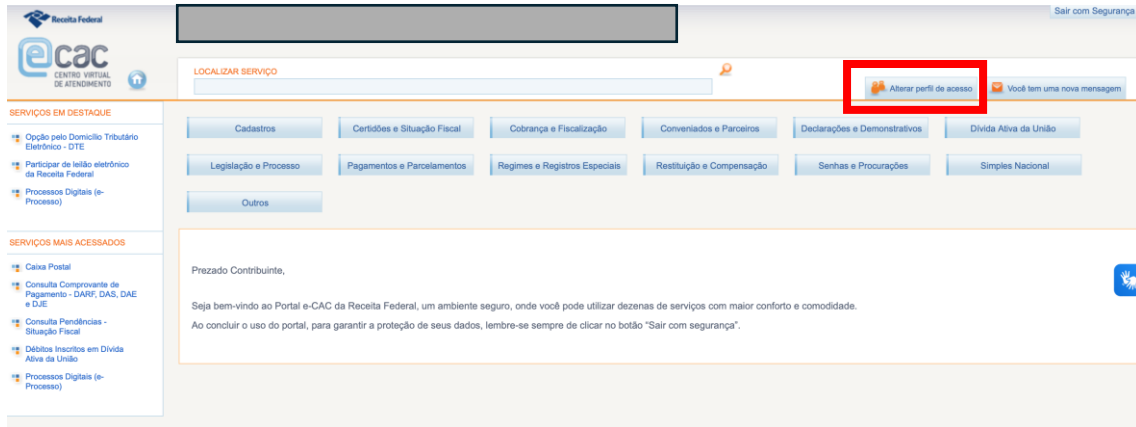 Receita Federal
Sair com Segurança
e cac
CENTRO VIRTUAL
DE ATENDIMENTO
LOCALIZAR SERVIÇO
Alterar perfil de acesso
Você tem uma nova mensagem
SERVIÇOS EM DESTAQUE
Opção pelo Domicílio Tributário
Eletrônico - DTE
Participar de leilão eletrônico
da Receita Federal
Processos Digitais (e-
Processo)
SERVIÇOS MAIS ACESSADOS
Caixa Postal
Consulta Comprovante de
Pagamento - DARF, DAS, DAE
e DJE
Consulta Pendências -
Situação Fiscal
Débitos Inscritos em Dívida
Ativa da União
Processos Digitais (e-
Processo)
Cadastros
Certidões e Situação Fiscal
Cobrança e Fiscalização
Conveniados e Parceiros
Declarações e Demonstrativos
Dívida Ativa da União
Legislação e Processo
Pagamentos e Parcelamentos
Regimes e Registros Especiais
Restituição e Compensação
Senhas e Procurações
Simples Nacional
Outros
Prezado Contribuinte,
Seja bem-vindo ao Portal e-CAC da Receita Federal, um ambiente seguro, onde você pode utilizar dezenas de serviços com maior conforto e comodidade.
Ao concluir o uso do portal, para garantir a proteção de seus dados, lembre-se sempre de clicar no botão "Sair com segurança".